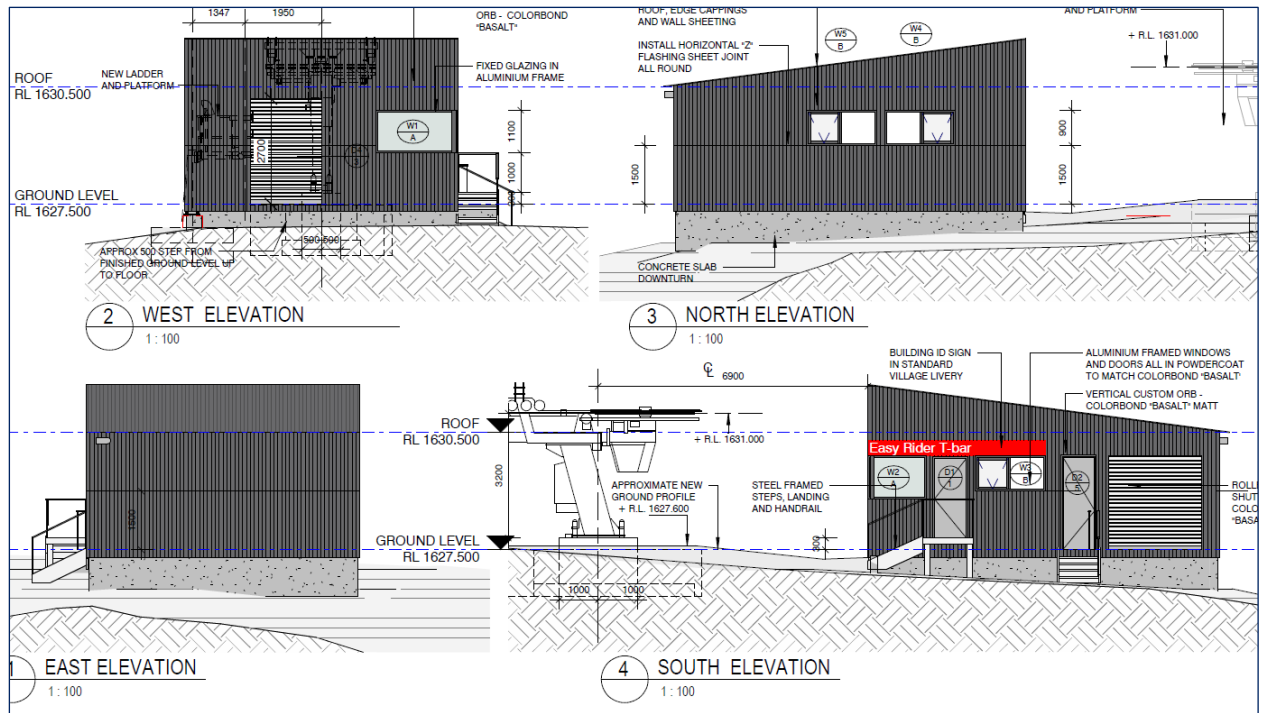 1347
1950
ORB - COLORBOND
"BASALT"
ROOF
RL 1630.500
NEW LADDER
AND PLATFORM
FIXED GLAZING IN
ALUMINIUM FRAME
W1
A
2700
1100
1000
GROUND LEVEL
RL 1627.500
500
500
APPROX 500 STEP FROM
FINISHED GROUND LEVEL UP
TO FLOOR
2
WEST ELEVATION
1 : 100
ROOF, EDGE CAPPINGS
AND WALL SHEETING
INSTALL HORIZONTAL "Z"
FLASHING SHEET JOINT
ALL ROUND
W5
B
W4
B
AND PLATFORM
+ R.L. 1631.000
1500
900
1500
CONCRETE SLAB
DOWNTURN
3
NORTH ELEVATION
1 : 100
1500
1
EAST ELEVATION
1 : 100
ROOF
RL 1630.500
3200
GROUND LEVEL
RL 1627.500
6900
+ R.L. 1631.000
APPROXIMATE NEW
GROUND PROFILE
+ R.L. 1627.600
1000
1000
STEEL FRAMED
STEPS, LANDING
AND HANDRAIL
300
BUILDING ID SIGN
IN STANDARD
VILLAGE LIVERY
ALUMINIUM FRAMED WINDOWS
AND DOORS ALL IN POWDERCOAT
TO MATCH COLORBOND "BASALT"
VERTICAL CUSTOM ORB -
COLORBOND "BASALT" MATT
Easy Rider T-bar
W2
A
D1
1
W3
B
D2
ROLL
SHUT
COLO
"BASA
4
SOUTH ELEVATION
1 : 100